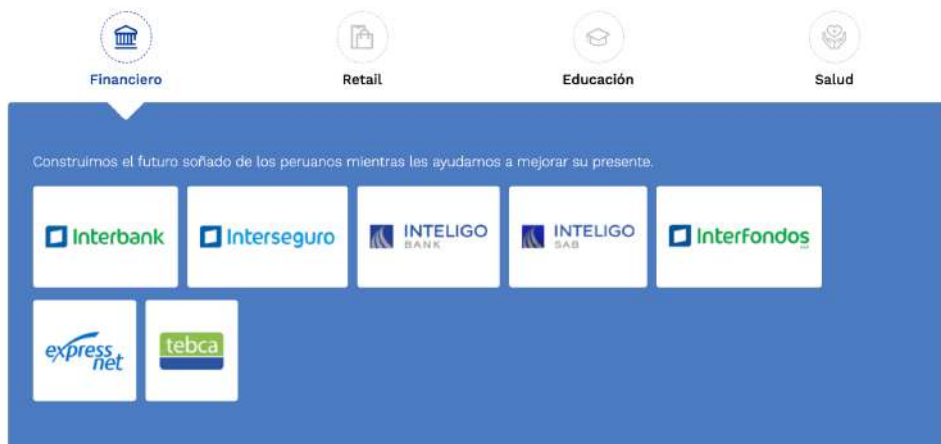 Financiero Retail Educación Salud
Construimos el futuro soñado de los peruanos mientras les ayudamos a mejorar su presente.
Interbank Interseguro INTELIGO BANK INTELIGO SAB Interfondos
express net tebca